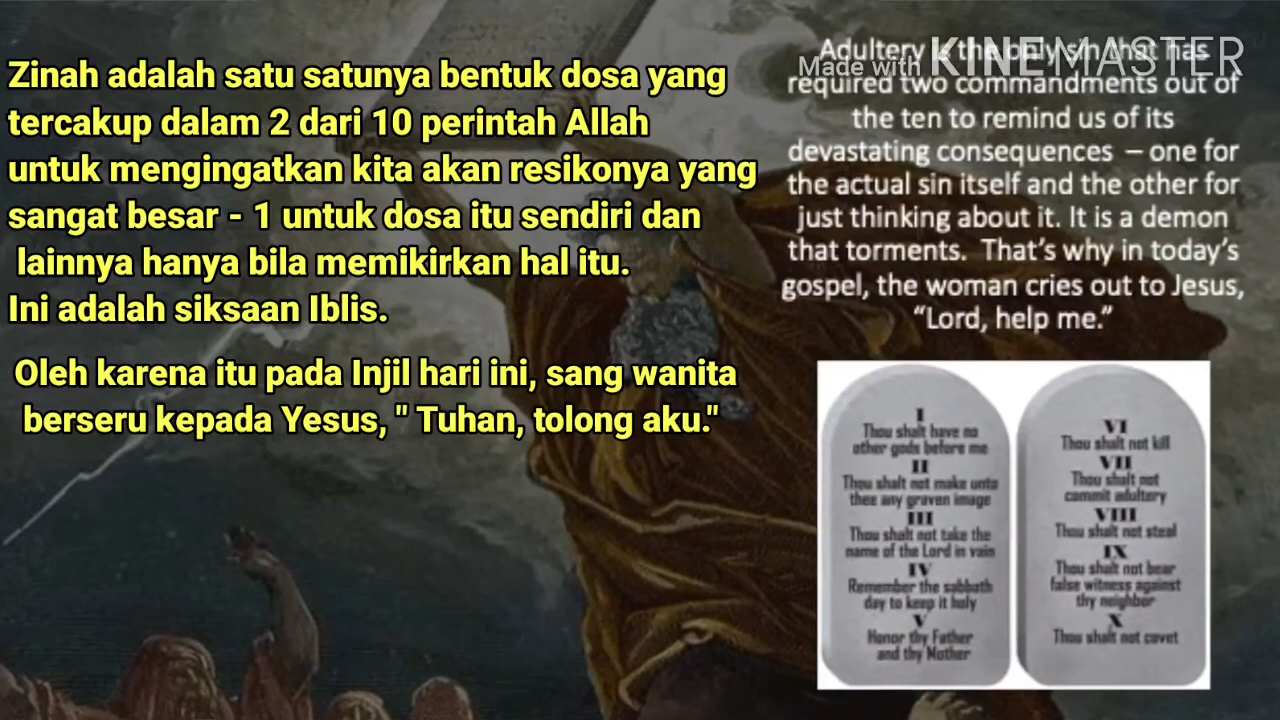 Zinah adalah satu satunya bentuk dosa yang
tercakup dalam 2 dari 10 perintah Allah
untuk mengingatkan kita akan resikonya yang
sangat besar - 1 untuk dosa itu sendiri dan
lainnya hanya bila memikirkan hal itu.
Ini adalah siksaan Iblis.
Oleh karena itu pada Injil hari ini, sang wanita
berseru kepada Yesus, " Tuhan, tolong aku."
Made with KINEMASTER
Adultery is the only sin that has
required two commandments out of
the ten to remind us of its
devastating consequences – one for
the actual sin itself and the other for
just thinking about it. It is a demon
that torments. That's why in today's
gospel, the woman cries out to Jesus,
“Lord, help me.”
I
Thou shalt have no
other gods before me
II
Thou shalt not make unto
thee any graven image
III
Thou shalt not take the
name of the Lord in vain
IV
Remember the sabbath
day to keep it holy
V
Honor thy Father
and thy Mother
VI
Thou shalt not kill
VII
Thou shalt not
commit adultery
VIII
Thou shalt not steal
IX
Thou shalt not bear
false witness against
thy neighbor
X
Thou shalt not covet